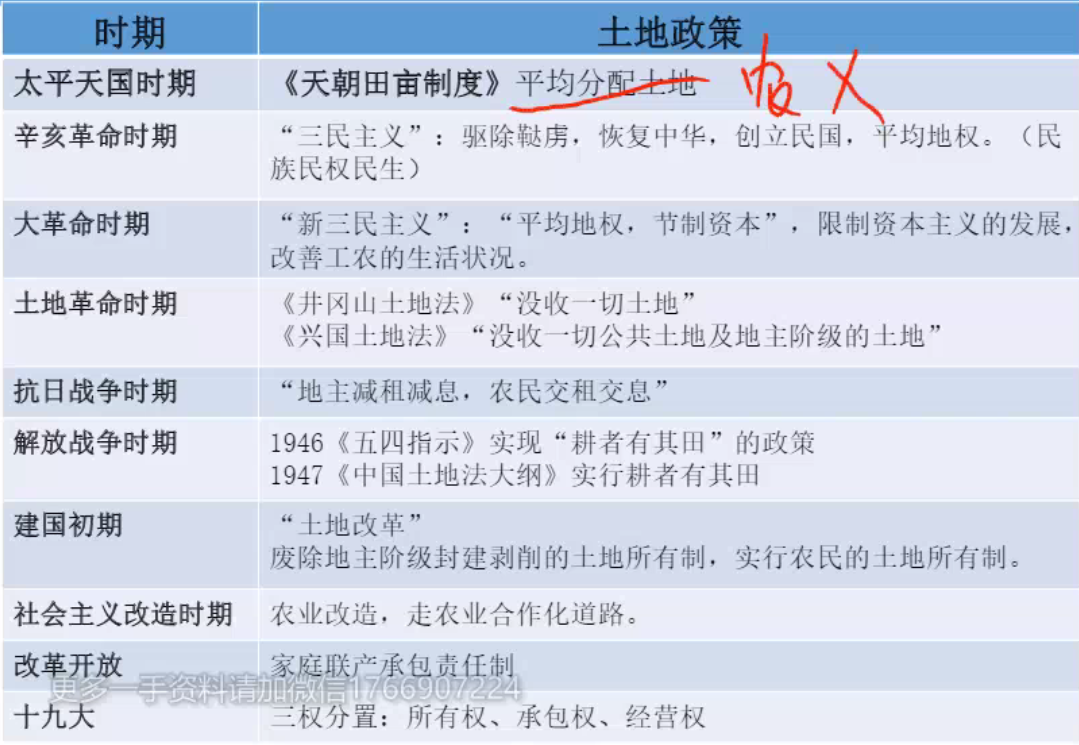 时期 土地政策
太平天国时期 《天朝田亩制度》平均分配土地
辛亥革命时期 “三民主义”：驱除鞑虏，恢复中华，创立民国，平均地权。（民
族民权民生）
大革命时期 “新三民主义”：“平均地权，节制资本”，限制资本主义的发展，
改善工农的生活状况。
土地革命时期 《井冈山土地法》“没收一切土地”
《兴国土地法》“没收一切公共土地及地主阶级的土地”
抗日战争时期 “地主减租减息，农民交租交息”
解放战争时期 1946《五四指示》实现“耕者有其田”的政策
1947《中国土地法大纲》实行耕者有其田
建国初期 “土地改革”
废除地主阶级封建剥削的土地所有制，实行农民的土地所有制。
社会主义改造时期 农业改造，走农业合作化道路。
改革开放 家庭联产承包责任制
更多一手资料请加微信1766907224
十九大 三权分置：所有权、承包权、经营权